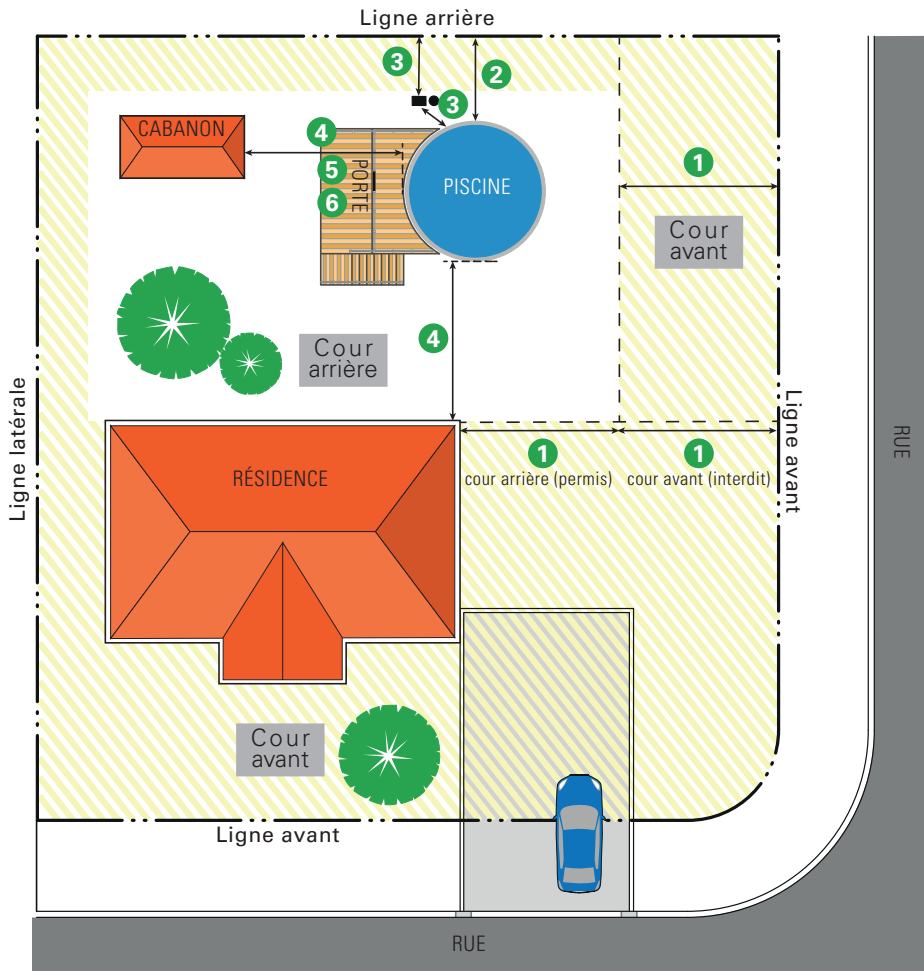 Ligne arrière
3
2
3
CABANON
4
5
PORTE
6
PISCINE
1
Cour
avant
4
Cour
arrière
Ligne latérale
Ligne avant
RUE
RÉSIDENCE
1
cour arrière (permis)
1
cour avant (interdit)
Cour
avant
Ligne avant
RUE